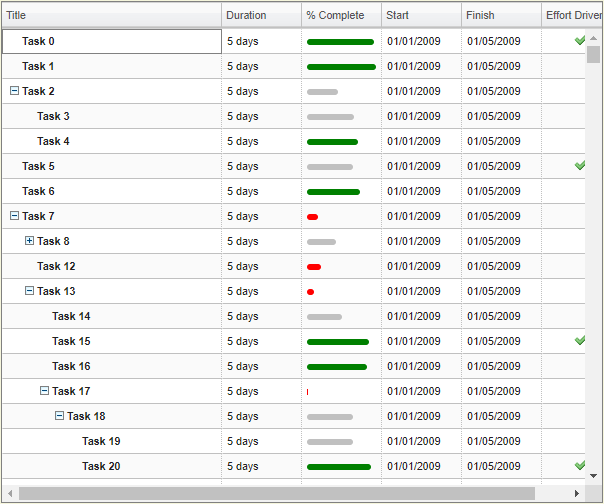 Title Duration % Complete Start Finish Effort Driven
Task 0 5 days 01/01/2009 01/05/2009
Task 1 5 days 01/01/2009 01/05/2009
Task 2 5 days 01/01/2009 01/05/2009
Task 3 5 days 01/01/2009 01/05/2009
Task 4 5 days 01/01/2009 01/05/2009
Task 5 5 days 01/01/2009 01/05/2009
Task 6 5 days 01/01/2009 01/05/2009
Task 7 5 days 01/01/2009 01/05/2009
Task 8 5 days 01/01/2009 01/05/2009
Task 12 5 days 01/01/2009 01/05/2009
Task 13 5 days 01/01/2009 01/05/2009
Task 14 5 days 01/01/2009 01/05/2009
Task 15 5 days 01/01/2009 01/05/2009
Task 16 5 days 01/01/2009 01/05/2009
Task 17 5 days 01/01/2009 01/05/2009
Task 18 5 days 01/01/2009 01/05/2009
Task 19 5 days 01/01/2009 01/05/2009
Task 20 5 days 01/01/2009 01/05/2009